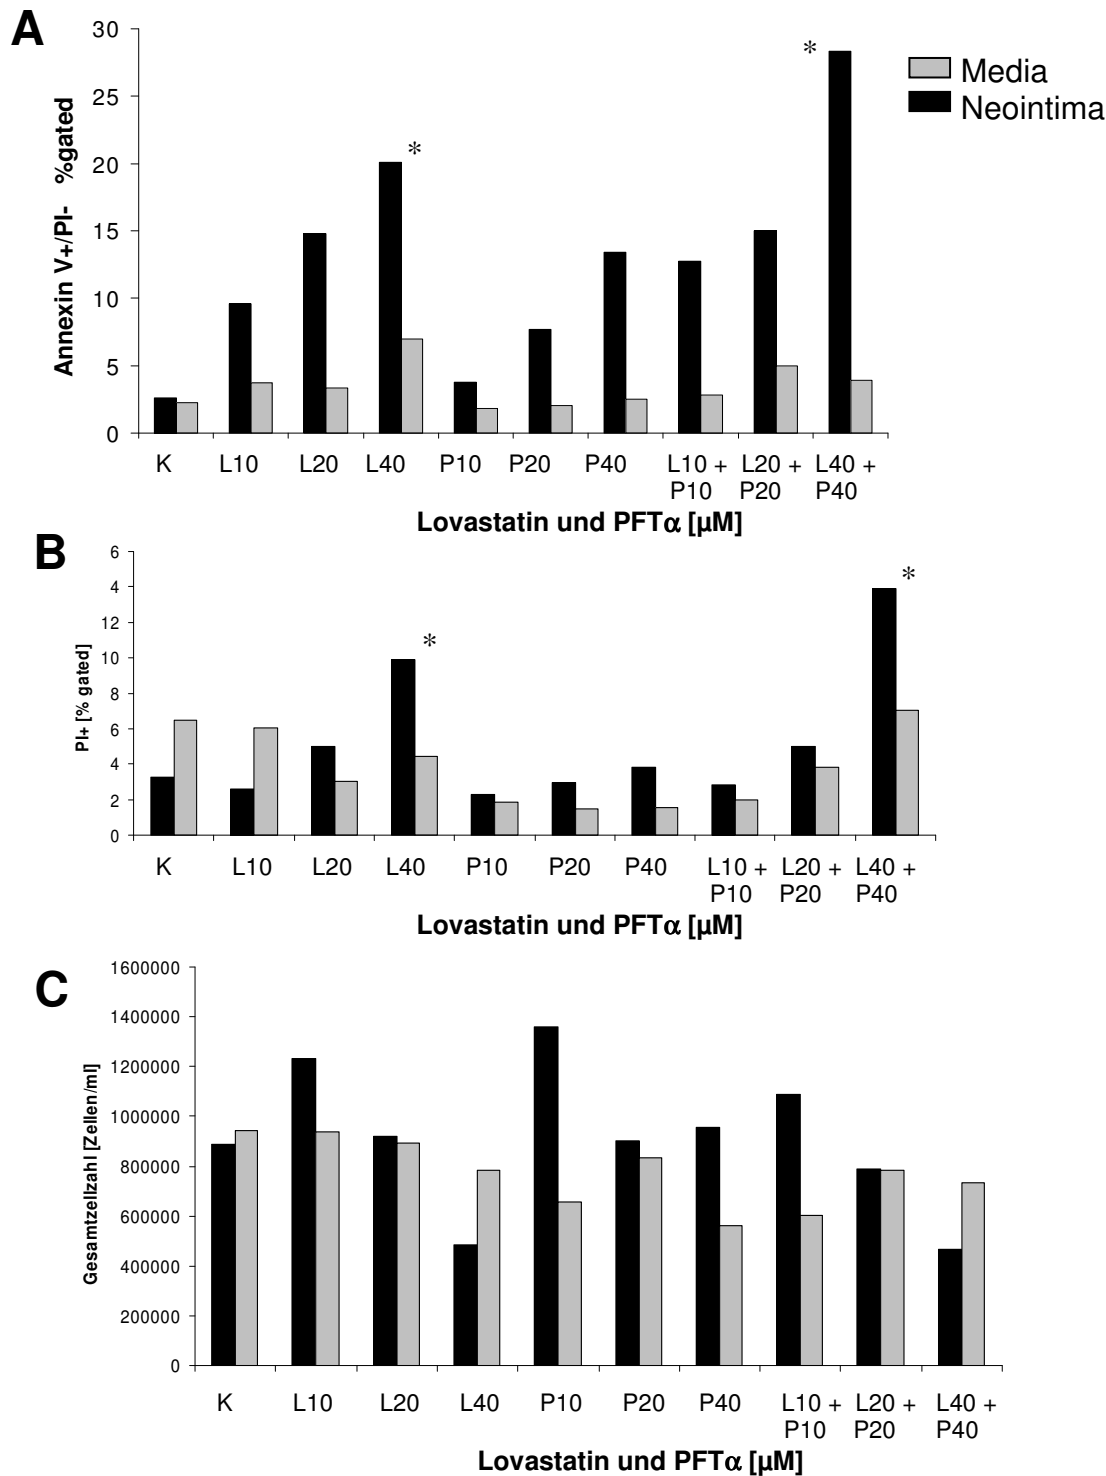 A
30
25
20
15
10
5
0
Annexin V+/PI- %gated
*
*
Media
Neointima
K L10 L20 L40 P10 P20 P40 L10 + L20 + L40 +
P10 P20 P40
Lovastatin und PFTα [µM]
B
6
4
12
10
8
6
4
2
0
PI+ [% gated]
*
*
K L10 L20 L40 P10 P20 P40 L10 + L20 + L40 +
P10 P20 P40
Lovastatin und PFTα [µM]
C
1600000
1400000
1200000
1000000
800000
600000
400000
200000
0
Gesamtzellzahl [Zellen/ml]
K L10 L20 L40 P10 P20 P40 L10 + L20 + L40 +
P10 P20 P40
Lovastatin und PFTα [µM]